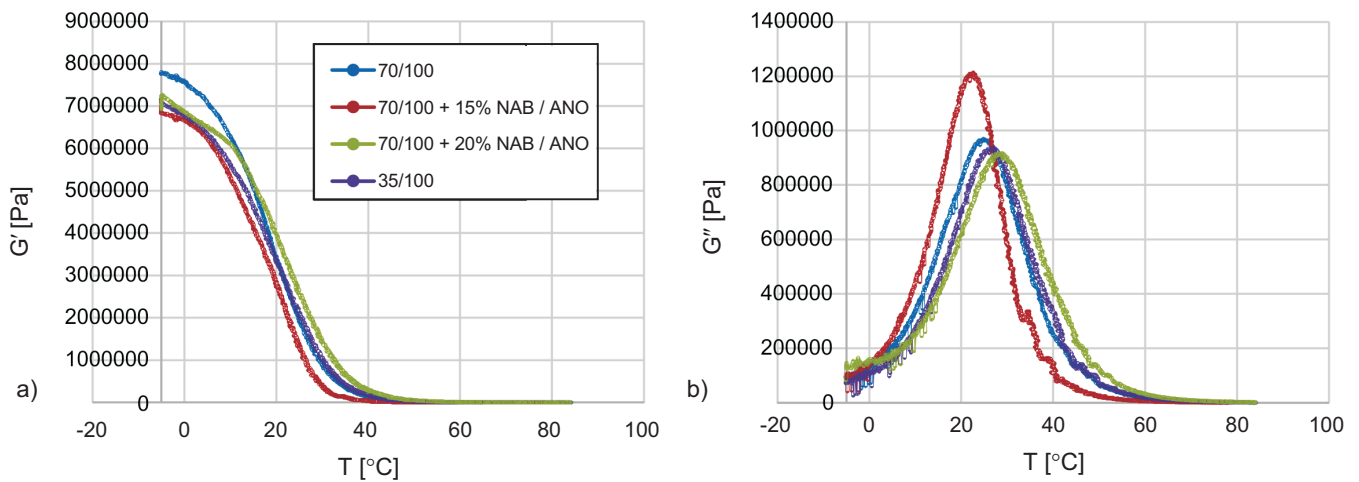 9000000
8000000
7000000
6000000
5000000
4000000
3000000
2000000
1000000
0
G′ [Pa]
a)
-20 0 20 40 60 80 100
T [°C]
70/100
70/100 + 15% NAB / ANO
70/100 + 20% NAB / ANO
35/100
1400000
1200000
1000000
800000
600000
400000
200000
0
G″ [Pa]
b)
-20 0 20 40 60 80 100
T [°C]